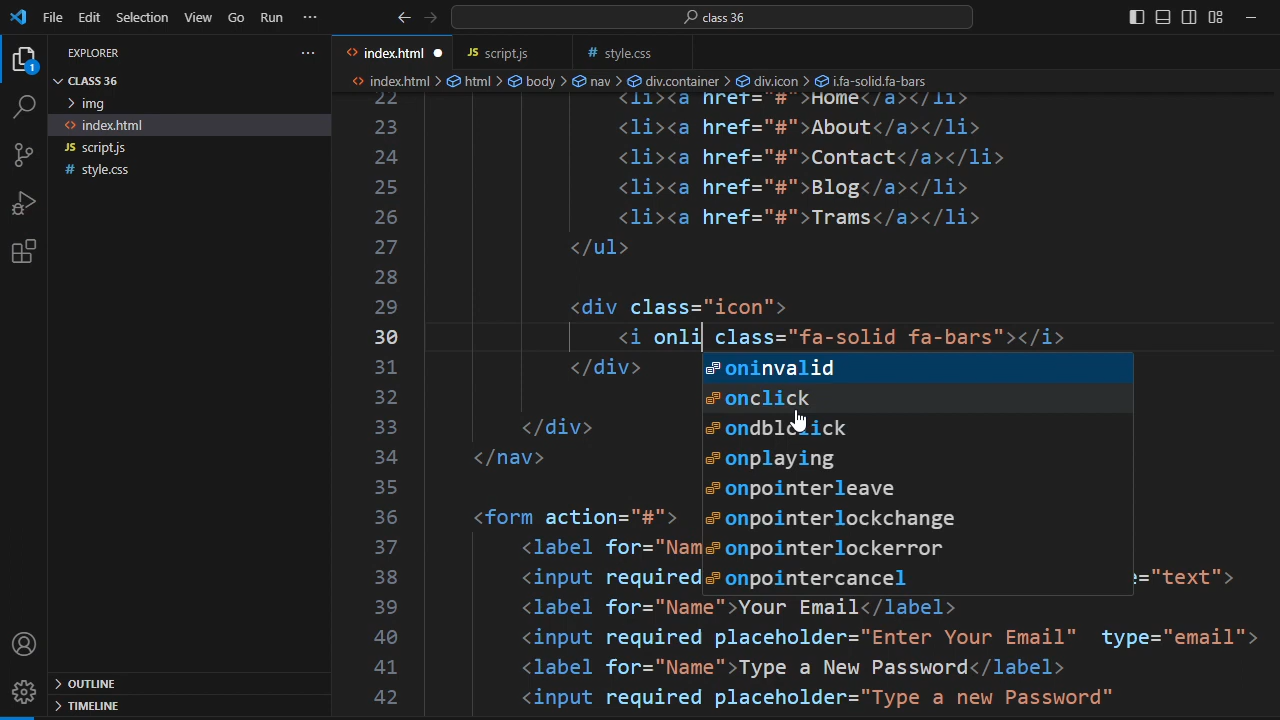 File Edit Selection View Go Run ··· class 36
EXPLORER ···
CLASS 36
img
index.html
JS script.js
# style.css
OUTLINE
TIMELINE
1
<> index.html ● JS script.js # style.css
<> index.html > html > body > nav > div.container > div.icon > i.fa-solid.fa-bars
22 <li><a href="#">Home</a></li>
23 <li><a href="#">About</a></li>
24 <li><a href="#">Contact</a></li>
25 <li><a href="#">Blog</a></li>
26 <li><a href="#">Trams</a></li>
27 </ul>
28
29 <div class="icon">
30 <i onli class="fa-solid fa-bars"></i>
31 </div>
32
33 </div>
34 </nav>
35
36 <form action="#">
37 <label for="Nam
38 <input required e="text">
39 <label for="Name">Your Email</label>
40 <input required placeholder="Enter Your Email" type="email">
41 <label for="Name">Type a New Password</label>
42 <input required placeholder="Type a new Password"
oninvalid
onclick
ondblclick
onplaying
onpointerleave
onpointerlockchange
onpointerlockerror
onpointercancel